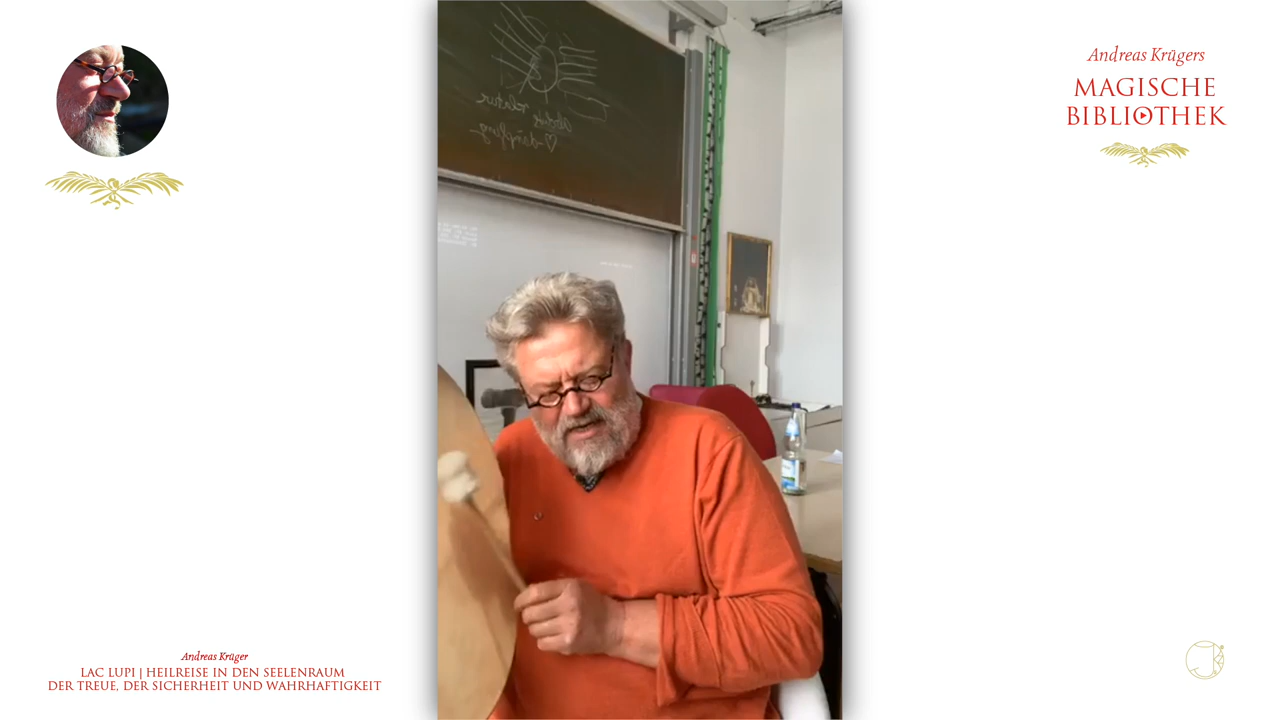 Andreas Krügers
MAGISCHE
BIBLIOTHEK
Andreas Krüger
LAC LUPI | HEILREISE IN DEN SEELENRAUM
DER TREUE, DER SICHERHEIT UND WAHRHAFTIGKEIT